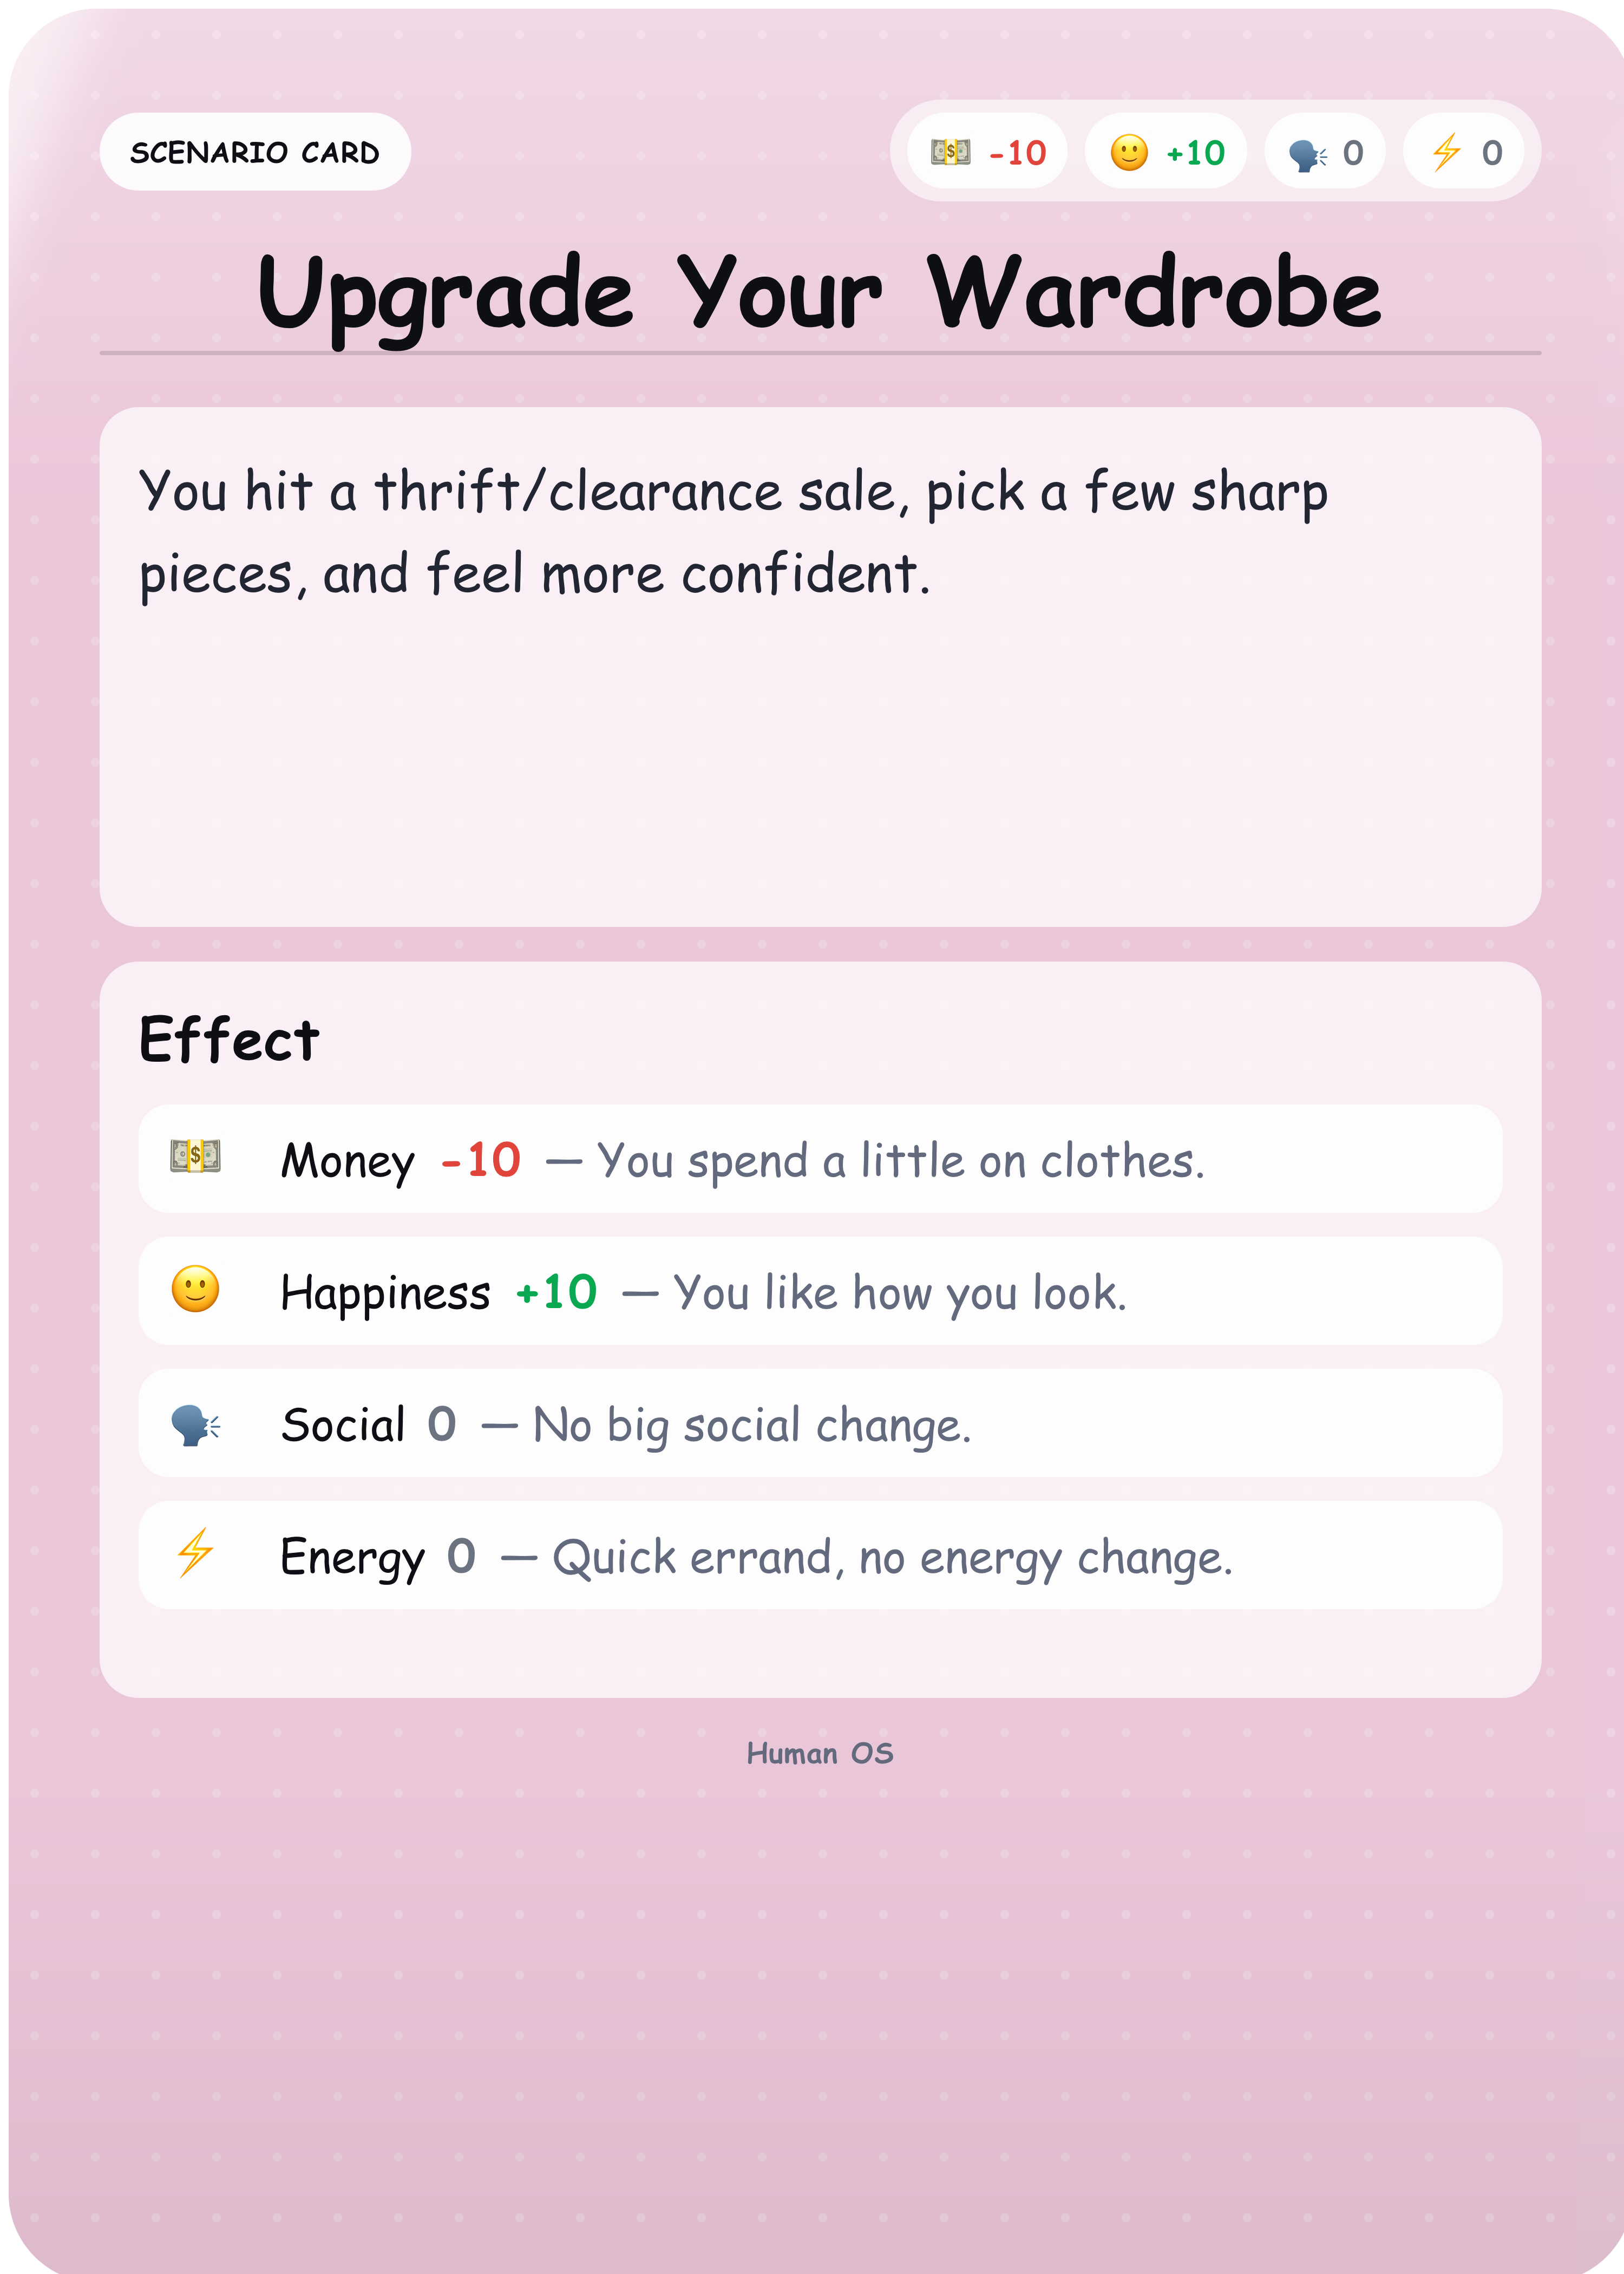 SCENARIO CARD
💵 -10 🙂 +10 🗣️ 0 ⚡ 0
Upgrade Your Wardrobe
You hit a thrift/clearance sale, pick a few sharp
pieces, and feel more confident.
Effect
💵 Money -10 — You spend a little on clothes.
🙂 Happiness +10 — You like how you look.
🗣️ Social 0 — No big social change.
⚡ Energy 0 — Quick errand, no energy change.
Human OS